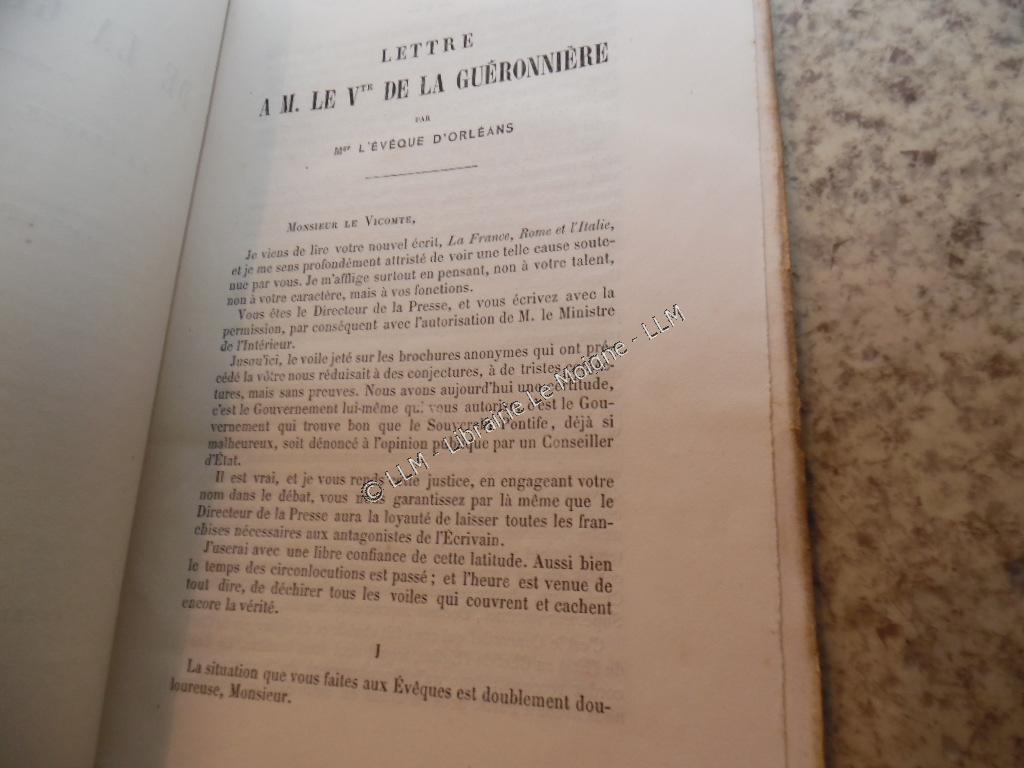 LETTRE
A M. LE Vte DE LA GUÉRONNIÈRE
PAR
Mgr L'ÉVÊQUE D'ORLÉANS
MONSIEUR LE VICOMTE,
Je viens de lire votre nouvel écrit, La France, Rome et l'Italie,
et je me sens profondément attristé de voir une telle cause soute-
nue par vous. Je m'afflige surtout en pensant, non à votre talent,
non à votre caractère, mais à vos fonctions.
Vous êtes le Directeur de la Presse, et vous écrivez avec la
permission, par conséquent avec l'autorisation de M. le Ministre
de l'Intérieur.
Jusqu'ici, le voile jeté sur les brochures anonymes qui ont pré-
cédé la vôtre nous réduisait à des conjectures, à de tristes
tures, mais sans preuves. Nous avons aujourd'hui une certitude,
c'est le Gouvernement lui-même qui vous autorise, c'est le Gou-
vernement qui trouve bon que le Souverain Pontife, déjà si
malheureux, soit dénoncé à l'opinion publique par un Conseiller
d'État.
Il est vrai, et je vous rends justice, en engageant votre
nom dans le débat, vous nous garantissez par là même que le
Directeur de la Presse aura la loyauté de laisser toutes les fran-
chises nécessaires aux antagonistes de l'Écrivain.
J'userai avec une libre confiance de cette latitude. Aussi bien
le temps des circonlocutions est passé ; et l'heure est venue de
tout dire, de déchirer tous les voiles qui couvrent et cachent
encore la vérité.
I
La situation que vous faites aux Évêques est doublement dou-
loureuse, Monsieur.
© LLM - Librairie Le Moigne - LLM